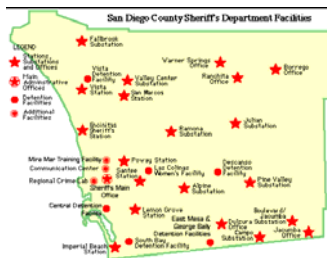 San Diego County Sheriff's Department Facilities
LEGEND
Stations,
Substations
and Offices
Main
Administrative
Offices
Detention
Facilities
Additional
Facilities
Fallbrook
Substation
Vista
Detention
Facility
Vista
Station
Valley Center
Substation
San Marcos
Station
Warner Springs
Office
Ranchita
Office
Borrego
Office
Encinitas
Sheriff's
Station
Ramona
Substation
Julian
Substation
Mira Mar Training Facility
Communication Center
Regional Crime Lab
Poway Station
Santee
Station
Sheriff's Main
Office
Las Colinas
Women's Facility
Descanso
Detention
Facility
Alpine
Substation
Pine Valley
Substation
Central Detention
Facility
Lemon Grove
Station
East Mesa &
George Baily
Detention Facilities
Dulzura
Office
Campo
Substation
Boulevard/
Jacumba
Substation
Jacumba
Office
Imperial Beach
Station
South Bay
Detention Facility